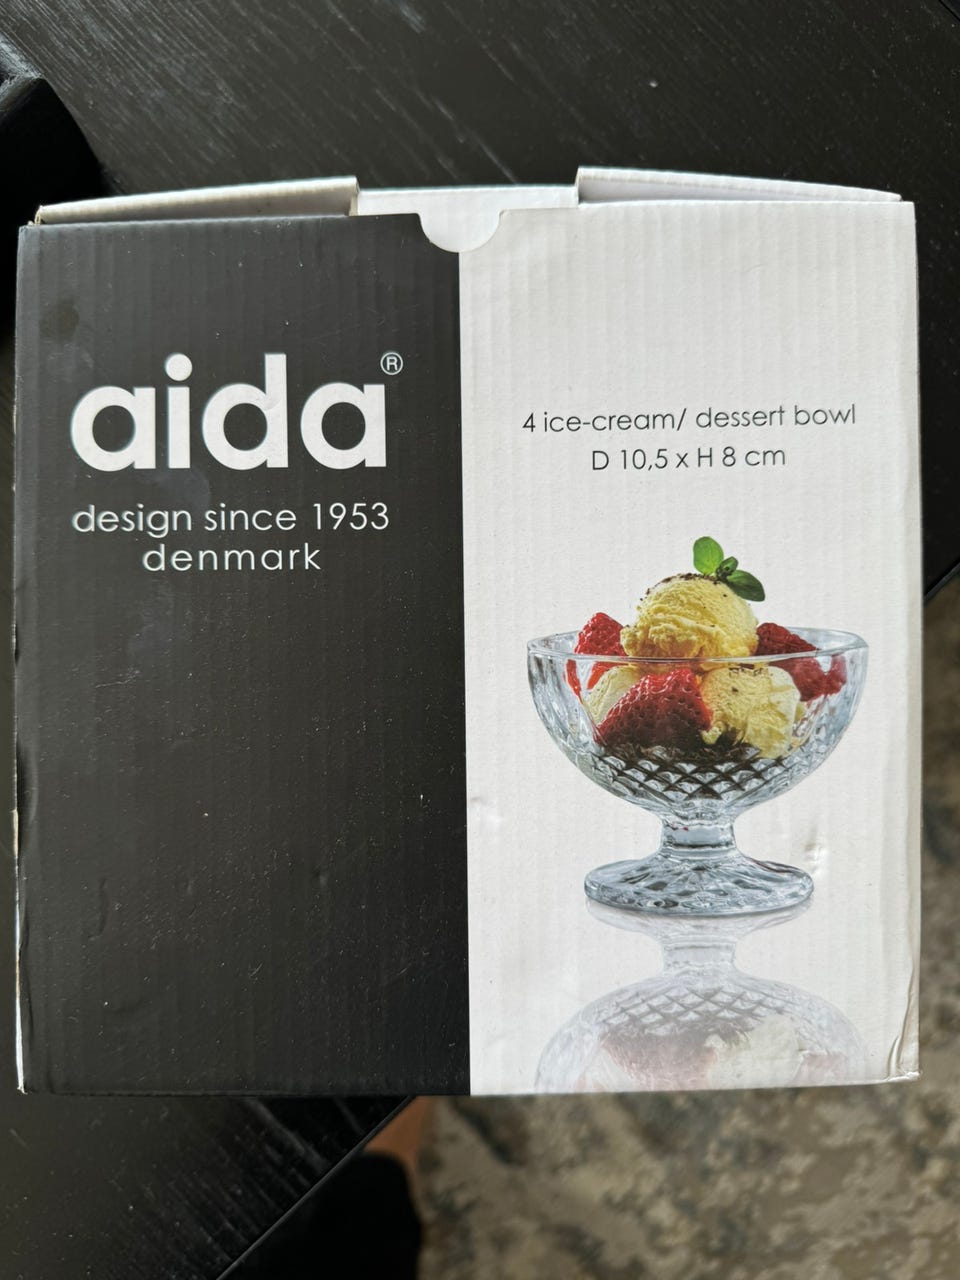 aida®
design since 1953
denmark
4 ice-cream/ dessert bowl
D 10,5 x H 8 cm